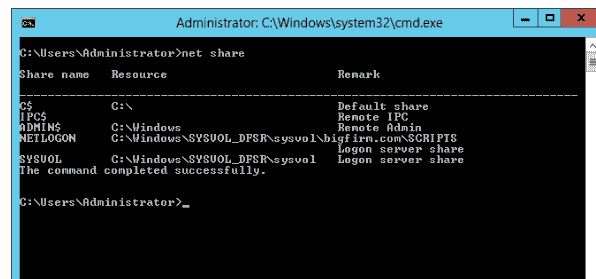 Administrator: C:\Windows\system32\cmd.exe
C:\Users\Administrator>net share
Share name Resource Remark
-------------------------------------------------------------------------------
C$ C:\ Default share
IPC$ Remote IPC
ADMIN$ C:\Windows Remote Admin
NETLOGON C:\Windows\SYSVOL_DFSR\sysvol\bigfirm.com\SCRIPTS
Logon server share
SYSVOL C:\Windows\SYSVOL_DFSR\sysvol Logon server share
The command completed successfully.
C:\Users\Administrator>_